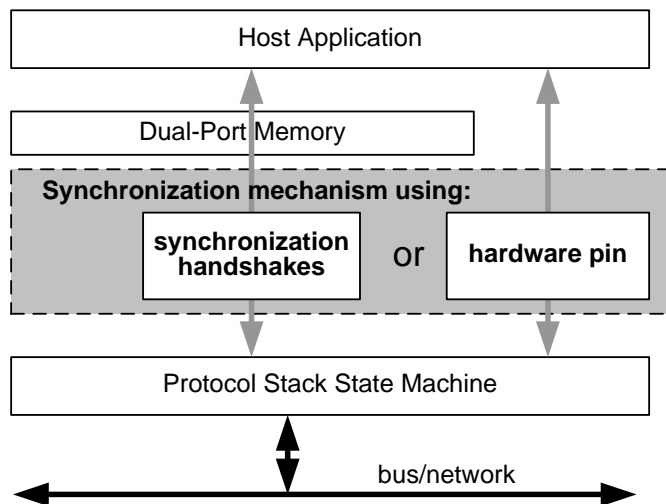 Host Application
Dual-Port Memory
Synchronization mechanism using:
synchronization
handshakes
or
hardware pin
Protocol Stack State Machine
bus/network